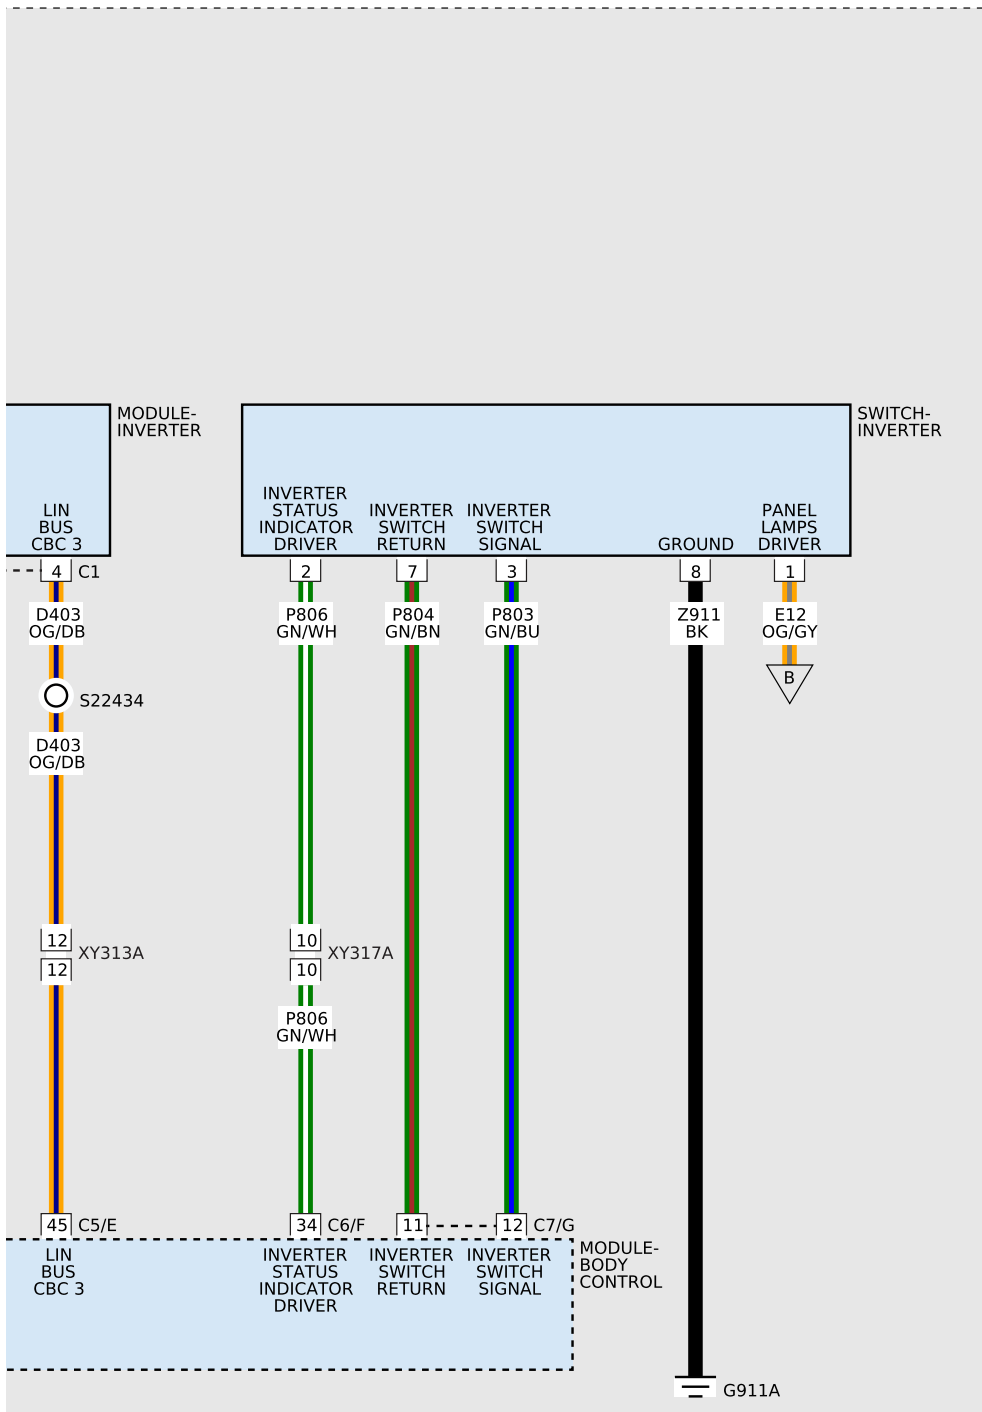 MODULE-
INVERTER
SWITCH-
INVERTER
LIN
BUS
CBC 3
INVERTER
STATUS
INDICATOR
DRIVER
INVERTER
SWITCH
RETURN
INVERTER
SWITCH
SIGNAL
GROUND
PANEL
LAMPS
DRIVER
4 C1
2
7
3
8
1
D403
OG/DB
P806
GN/WH
P804
GN/BN
P803
GN/BU
Z911
BK
E12
OG/GY
B
S22434
D403
OG/DB
12
XY313A
12
10
XY317A
10
P806
GN/WH
45 C5/E
34 C6/F
11
12 C7/G
LIN
BUS
CBC 3
INVERTER
STATUS
INDICATOR
DRIVER
INVERTER
SWITCH
RETURN
INVERTER
SWITCH
SIGNAL
MODULE-
BODY
CONTROL
G911A